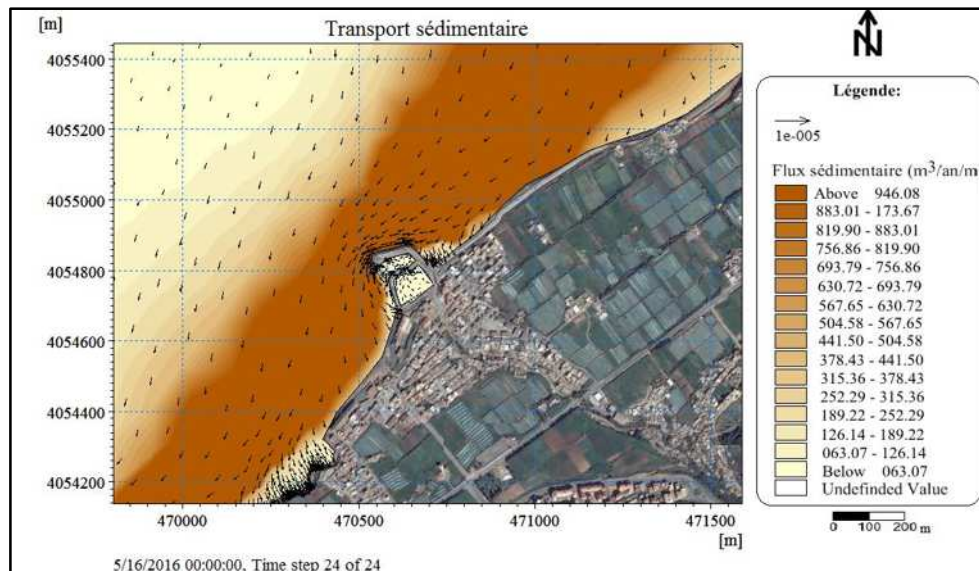 [m]
Transport sédimentaire
N
4055400
4055200
4055000
4054800
4054600
4054400
4054200
470000
470500
471000
471500
[m]
5/16/2016 00:00:00, Time step 24 of 24
Légende:
1e-005
Flux sédimentaire (m³/an/m
Above 946.08
883.01 - 173.67
819.90 - 883.01
756.86 - 819.90
693.79 - 756.86
630.72 - 693.79
567.65 - 630.72
504.58 - 567.65
441.50 - 504.58
378.43 - 441.50
315.36 - 378.43
252.29 - 315.36
189.22 - 252.29
126.14 - 189.22
063.07 - 126.14
Below 063.07
Undefinded Value
0 100 200 m